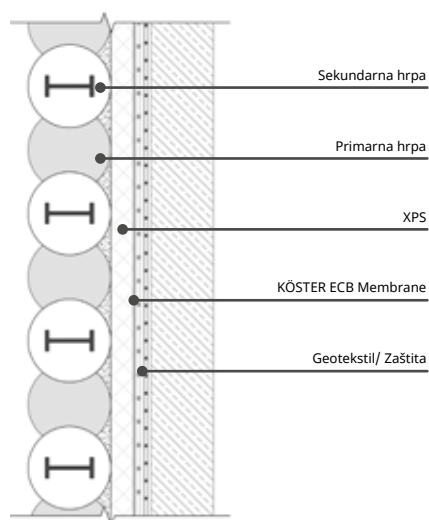 Sekundarna hrpa
Primarna hrpa
XPS
KÖSTER ECB Membrane
Geotekstil/ Zaštita